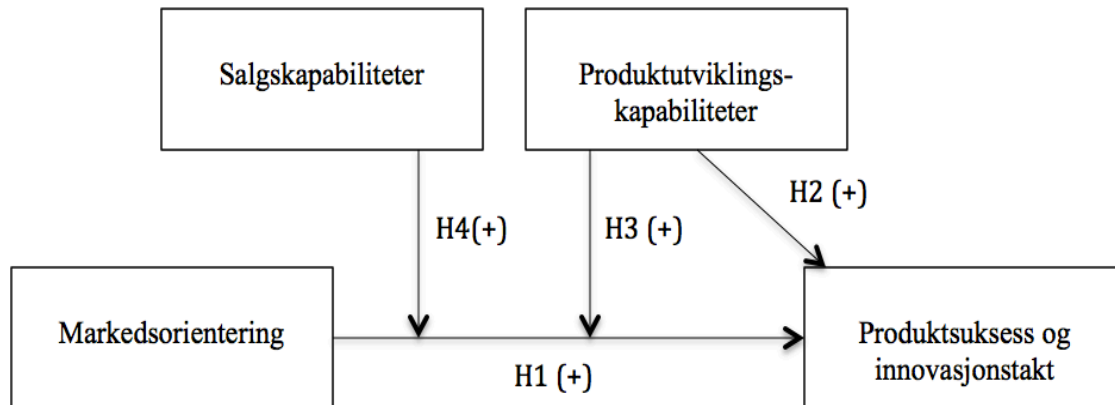 Salgskapabiliteter
Produktutviklings-
kapabiliteter
H4(+)
H3 (+)
H2 (+)
Markedsorientering
H1 (+)
Produktsuksess og
innovasjonstakt